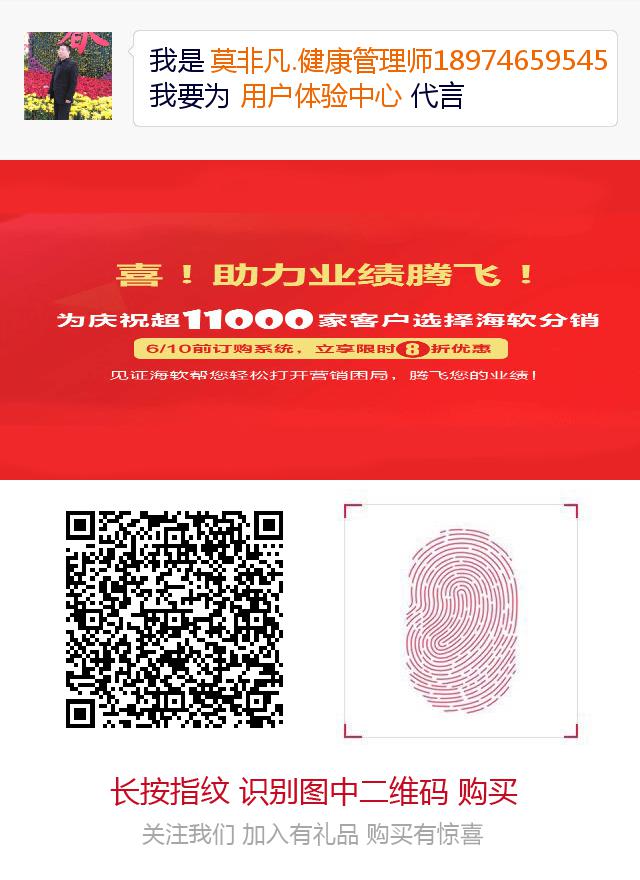 我是 莫非凡.健康管理师18974659545
我要为 用户体验中心 代言
春
喜！助力业绩腾飞！
为庆祝超11000家客户选择海软分销
6/10前订购系统，立享限时8折优惠
见证海软帮您轻松打开营销困局，腾飞您的业绩！
长按指纹 识别图中二维码 购买
关注我们 加入有礼品 购买有惊喜